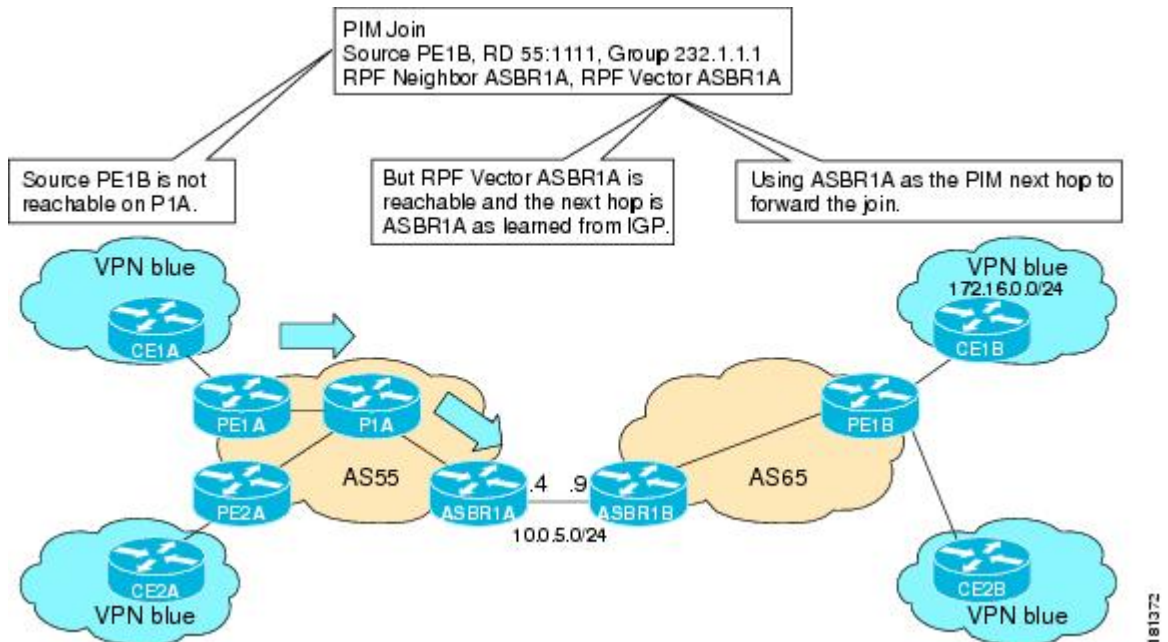 PIM Join
Source PE1B, RD 55:1111, Group 232.1.1.1
RPF Neighbor ASBR1A, RPF Vector ASBR1A
Source PE1B is not
reachable on P1A.
But RPF Vector ASBR1A is
reachable and the next hop is
ASBR1A as learned from IGP.
Using ASBR1A as the PIM next hop to
forward the join.
VPN blue
CE1A
VPN blue
172.16.0.0/24
CE1B
PE1A
P1A
PE1B
PE2A
AS55
ASBR1A
.4
.9
ASBR1B
AS65
10.0.5.0/24
CE2A
VPN blue
CE2B
VPN blue
181372